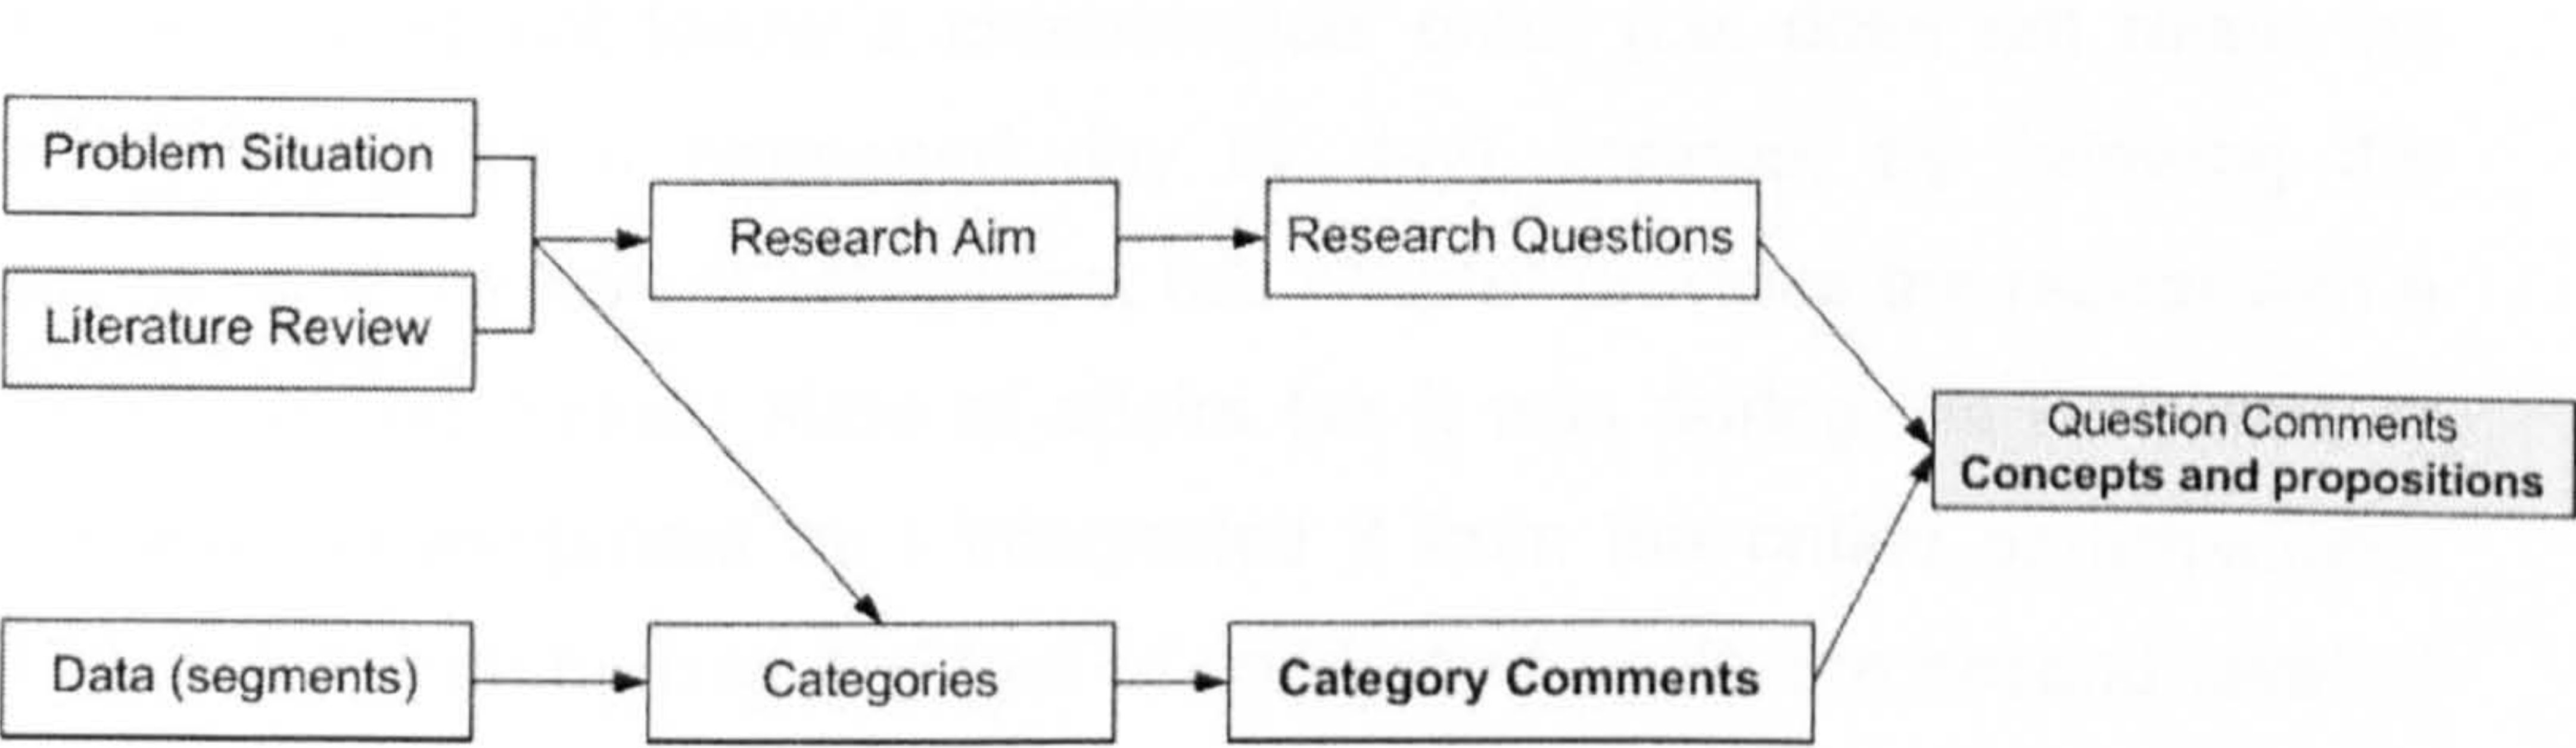 Problem Situation
Literature Review
Research Aim
Research Questions
Question Comments
Concepts and propositions
Data (segments)
Categories
Category Comments